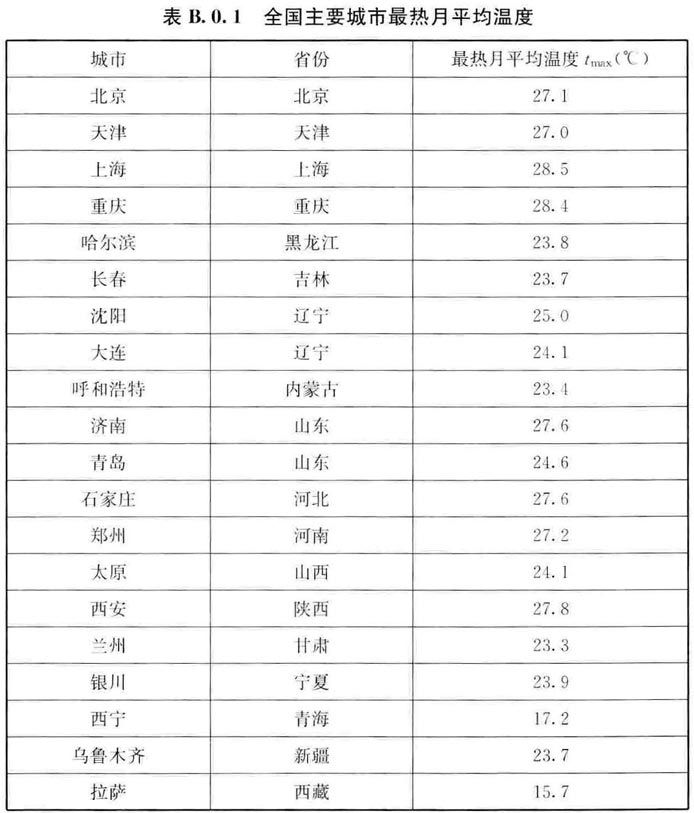 表 B.0.1 全国主要城市最热月平均温度
城市 省份 最热月平均温度 tmax(℃)
北京 北京 27.1
天津 天津 27.0
上海 上海 28.5
重庆 重庆 28.4
哈尔滨 黑龙江 23.8
长春 吉林 23.7
沈阳 辽宁 25.0
大连 辽宁 24.1
呼和浩特 内蒙古 23.4
济南 山东 27.6
青岛 山东 24.6
石家庄 河北 27.6
郑州 河南 27.2
太原 山西 24.1
西安 陕西 27.8
兰州 甘肃 23.3
银川 宁夏 23.9
西宁 青海 17.2
乌鲁木齐 新疆 23.7
拉萨 西藏 15.7